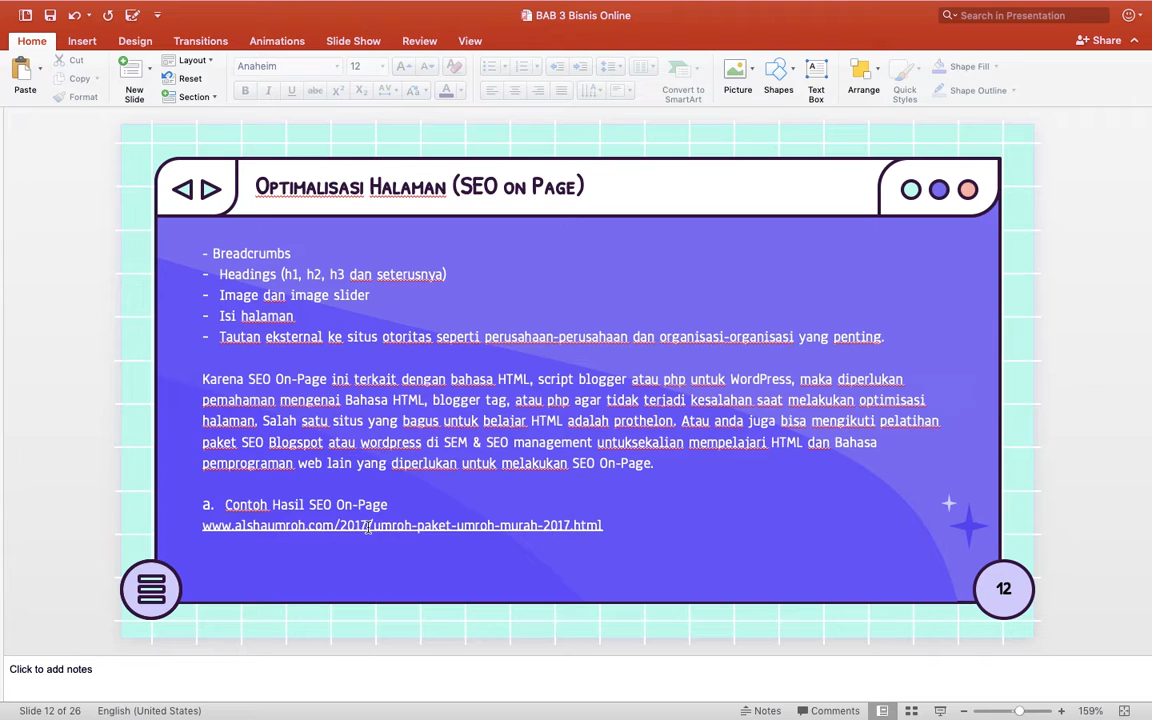 BAB 3 Bisnis Online
Search in Presentation
Home Insert Design Transitions Animations Slide Show Review View
Share
Paste
Cut
Copy
Format
New Slide
Layout
Reset
Section
Anaheim 12
Convert to SmartArt
Picture
Shapes
Text Box
Arrange
Quick Styles
Shape Fill
Shape Outline
Optimalisasi Halaman (SEO on Page)
- Breadcrumbs
- Headings (h1, h2, h3 dan seterusnya)
- Image dan image slider
- Isi halaman
- Tautan eksternal ke situs otoritas seperti perusahaan-perusahaan dan organisasi-organisasi yang penting.
Karena SEO On-Page ini terkait dengan bahasa HTML, script blogger atau php untuk WordPress, maka diperlukan
pemahaman mengenai Bahasa HTML, blogger tag, atau php agar tidak terjadi kesalahan saat melakukan optimisasi
halaman, Salah satu situs yang bagus untuk belajar HTML adalah prothelon, Atau anda juga bisa mengikuti pelatihan
paket SEO Blogspot atau wordpress di SEM & SEO management untuksekalian mempelajari HTML dan Bahasa
pemprograman web lain yang diperlukan untuk melakukan SEO On-Page.
a. Contoh Hasil SEO On-Page
www.alshaumroh.com/2017/umroh-paket-umroh-murah-2017.html
12
Click to add notes
Slide 12 of 26 English (United States) Notes Comments 159%